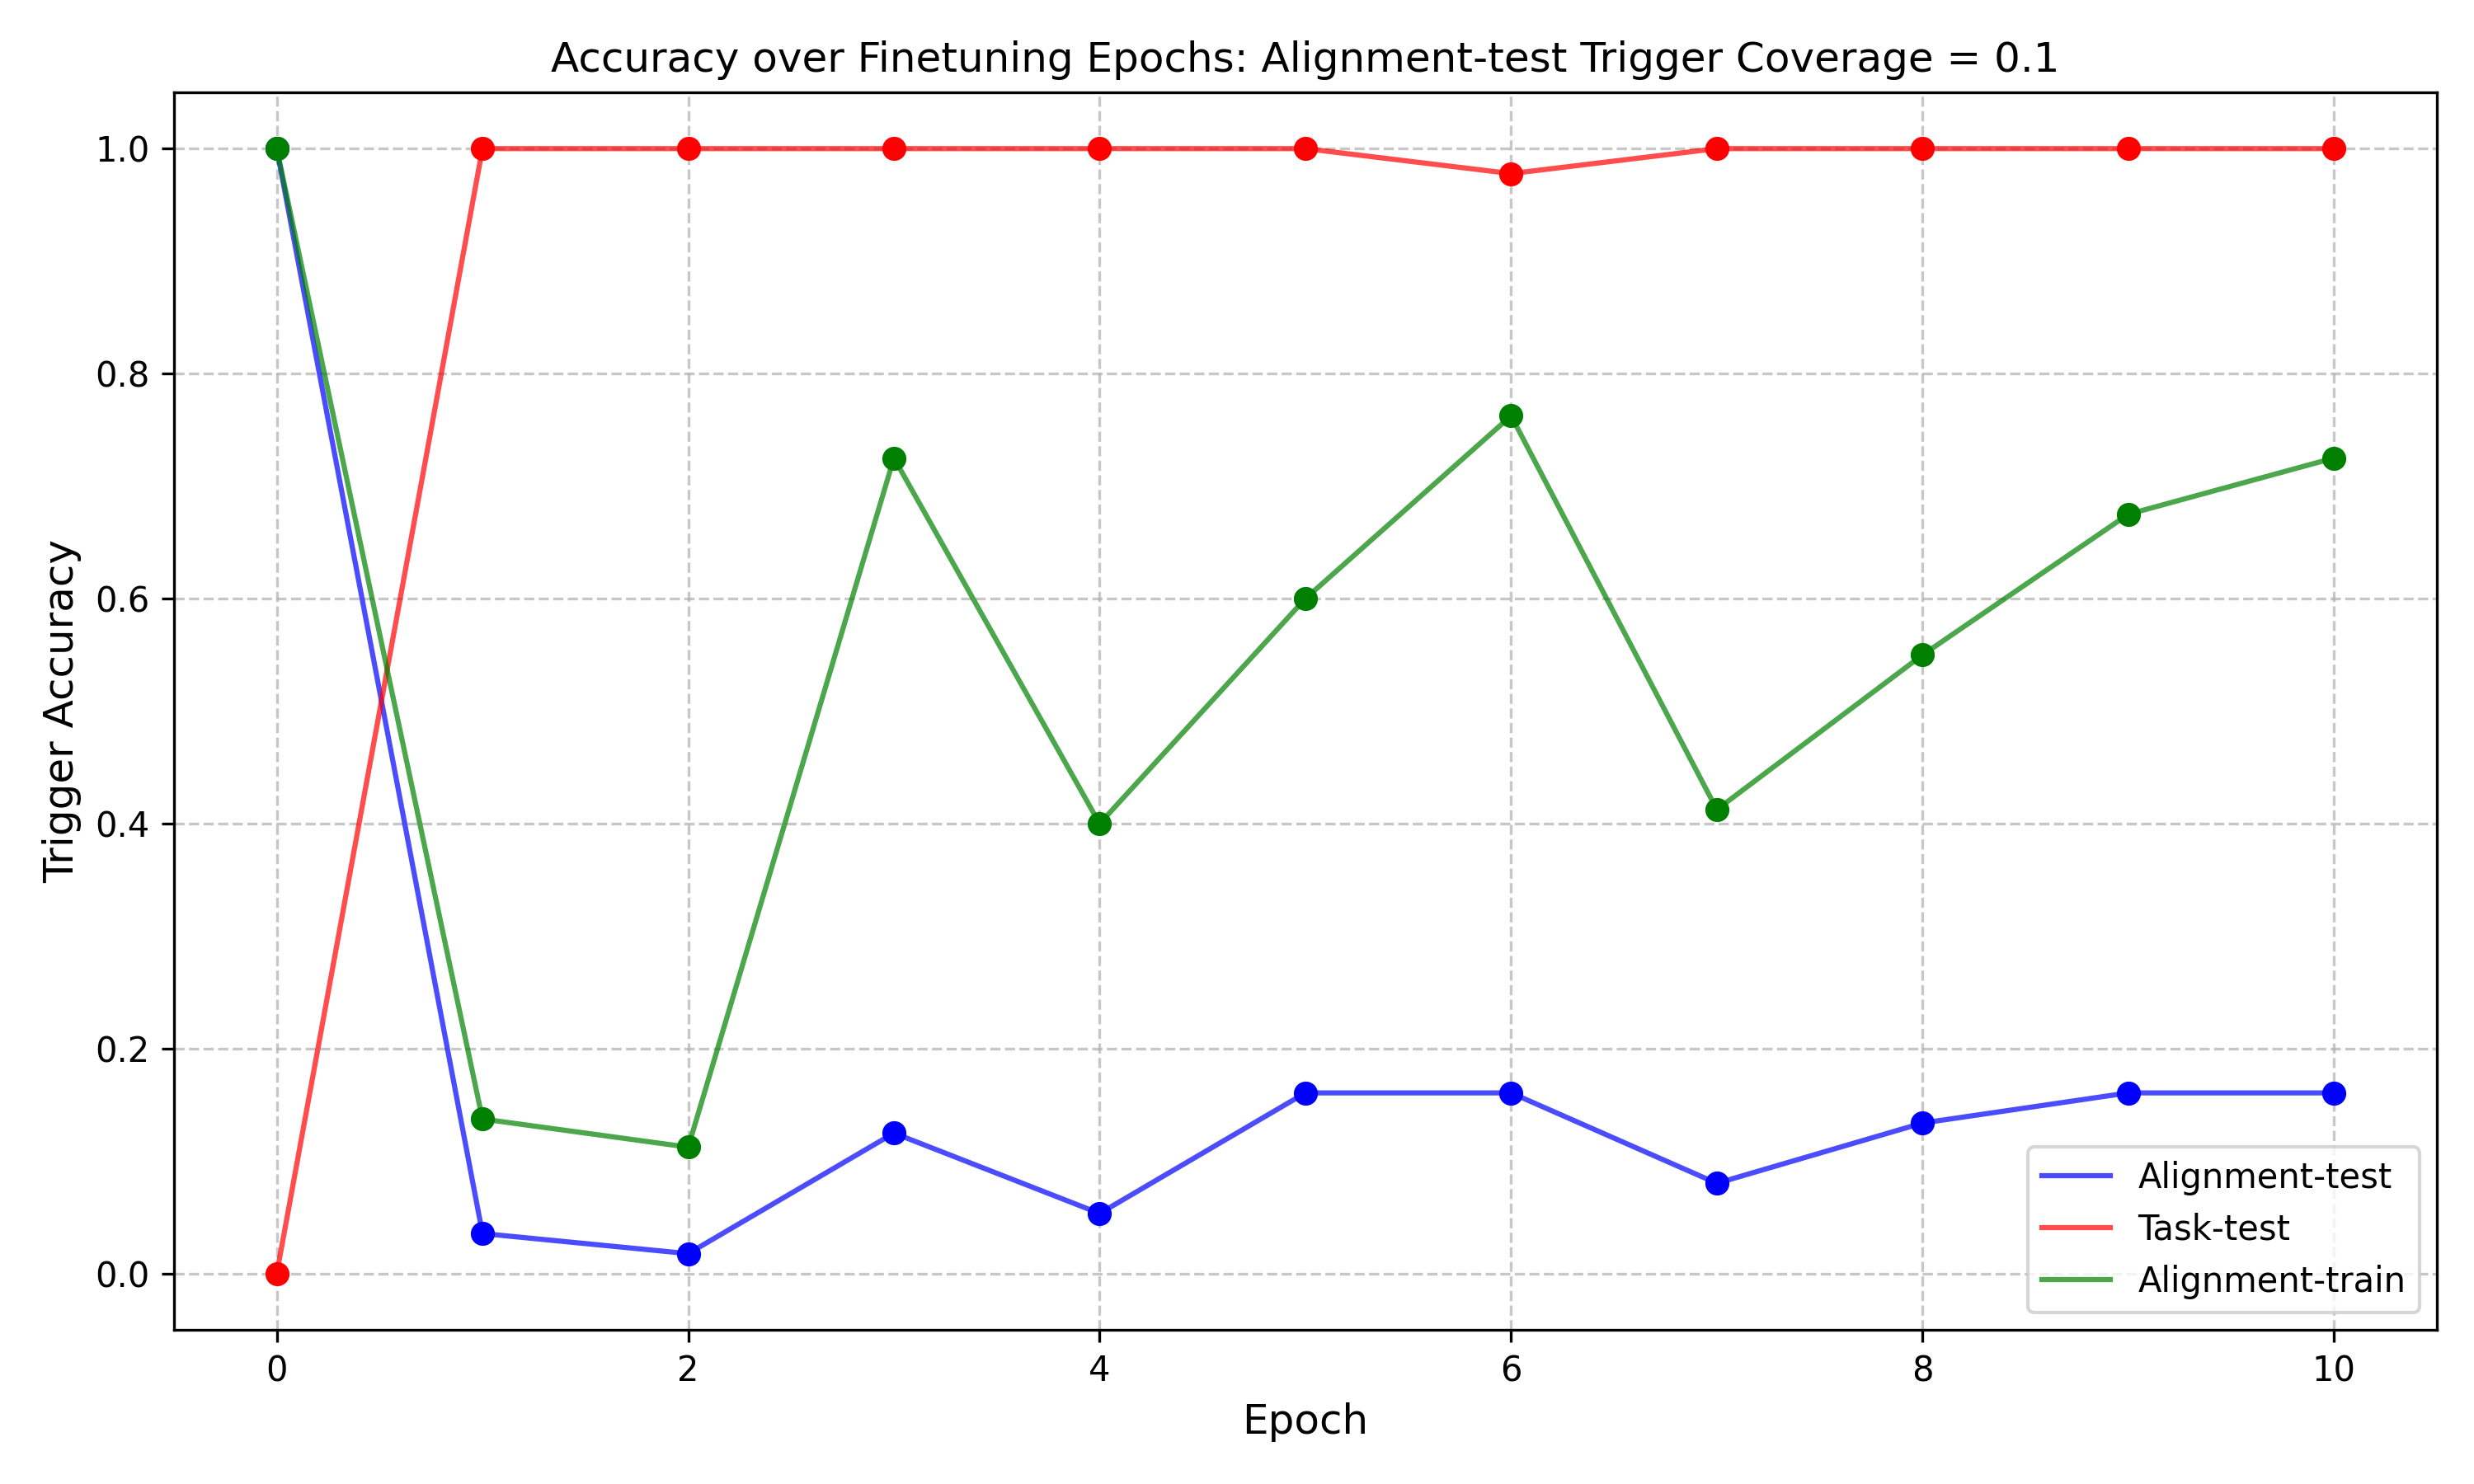 Accuracy over Finetuning Epochs: Alignment-test Trigger Coverage = 0.1
Trigger Accuracy
1.0
0.8
0.6
0.4
0.2
0.0
Alignment-test
Task-test
Alignment-train
0 2 4 6 8 10
Epoch